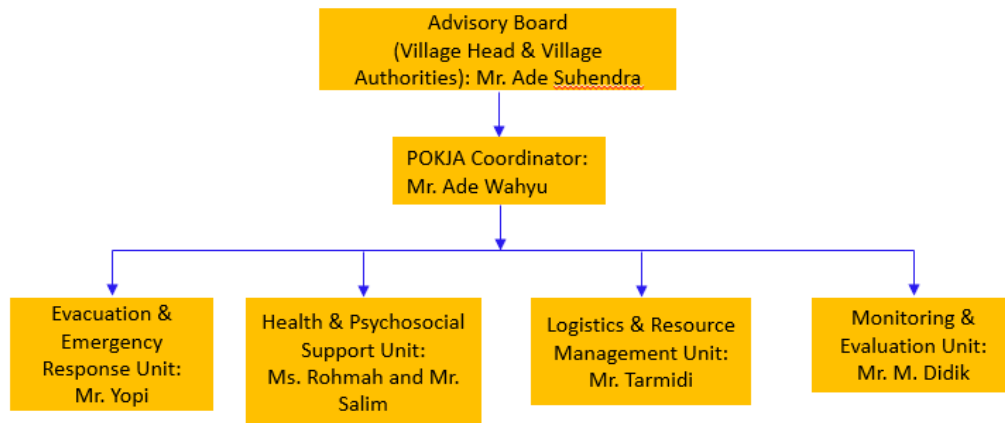 Advisory Board
(Village Head & Village
Authorities): Mr. Ade Suhendra
POKJA Coordinator:
Mr. Ade Wahyu
Evacuation &
Emergency
Response Unit:
Mr. Yopi
Health & Psychosocial
Support Unit:
Ms. Rohmah and Mr.
Salim
Logistics & Resource
Management Unit:
Mr. Tarmidi
Monitoring &
Evaluation Unit:
Mr. M. Didik